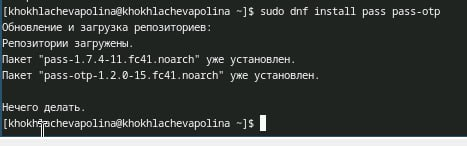 [khokhlachevapolina@khokhlachevapolina ~]$ sudo dnf install pass pass-otp
Обновление и загрузка репозиториев:
Репозитории загружены.
Пакет "pass-1.7.4-11.fc41.noarch" уже установлен.
Пакет "pass-otp-1.2.0-15.fc41.noarch" уже установлен.
Нечего делать.
[khokhlachevapolina@khokhlachevapolina ~]$